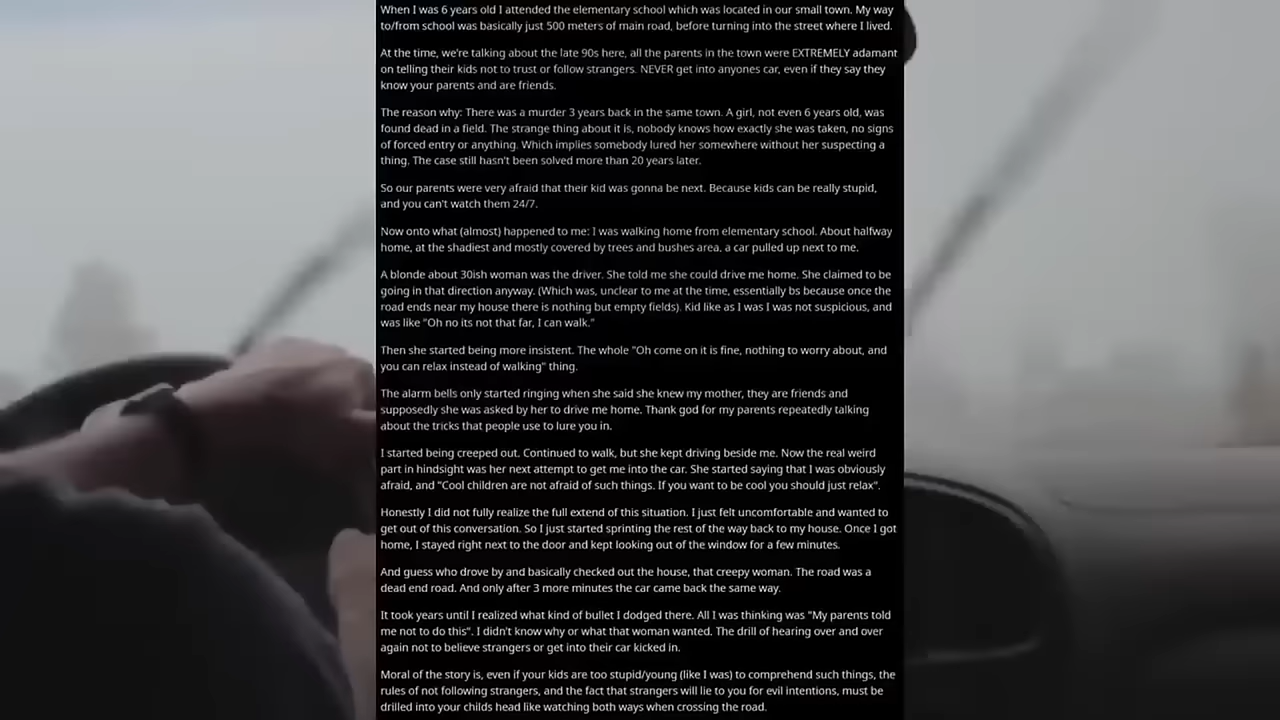 When I was 6 years old I attended the elementary school which was located in our small town. My way
to/from school was basically just 500 meters of main road, before turning into the street where I lived.
At the time, we're talking about the late 90s here, all the parents in the town were EXTREMELY adamant
on telling their kids not to trust or follow strangers. NEVER get into anyones car, even if they say they
know your parents and are friends.
The reason why: There was a murder 3 years back in the same town. A girl, not even 6 years old, was
found dead in a field. The strange thing about it is, nobody knows how exactly she was taken, no signs
of forced entry or anything. Which implies somebody lured her somewhere without her suspecting a
thing. The case still hasn't been solved more than 20 years later.
So our parents were very afraid that their kid was gonna be next. Because kids can be really stupid,
and you can't watch them 24/7.
Now onto what (almost) happened to me: I was walking home from elementary school. About halfway
home, at the shadiest and mostly covered by trees and bushes area, a car pulled up next to me.
A blonde about 30ish woman was the driver. She told me she could drive me home. She claimed to be
going in that direction anyway. (Which was, unclear to me at the time, essentially bs because once the
road ends near my house there is nothing but empty fields). Kid like as I was I was not suspicious, and
was like "Oh no its not that far, I can walk."
Then she started being more insistent. The whole "Oh come on it is fine, nothing to worry about, and
you can relax instead of walking" thing.
The alarm bells only started ringing when she said she knew my mother, they are friends and
supposedly she was asked by her to drive me home. Thank god for my parents repeatedly talking
about the tricks that people use to lure you in.
I started being creeped out. Continued to walk, but she kept driving beside me. Now the real weird
part in hindsight was her next attempt to get me into the car. She started saying that I was obviously
afraid, and "Cool children are not afraid of such things. If you want to be cool you should just relax".
Honestly I did not fully realize the full extend of this situation. I just felt uncomfortable and wanted to
get out of this conversation. So I just started sprinting the rest of the way back to my house. Once I got
home, I stayed right next to the door and kept looking out of the window for a few minutes.
And guess who drove by and basically checked out the house, that creepy woman. The road was a
dead end road. And only after 3 more minutes the car came back the same way.
It took years until I realized what kind of bullet I dodged there. All I was thinking was "My parents told
me not to do this". I didn't know why or what that woman wanted. The drill of hearing over and over
again not to believe strangers or get into their car kicked in.
Moral of the story is, even if your kids are too stupid/young (like I was) to comprehend such things, the
rules of not following strangers, and the fact that strangers will lie to you for evil intentions, must be
drilled into your childs head like watching both ways when crossing the road.